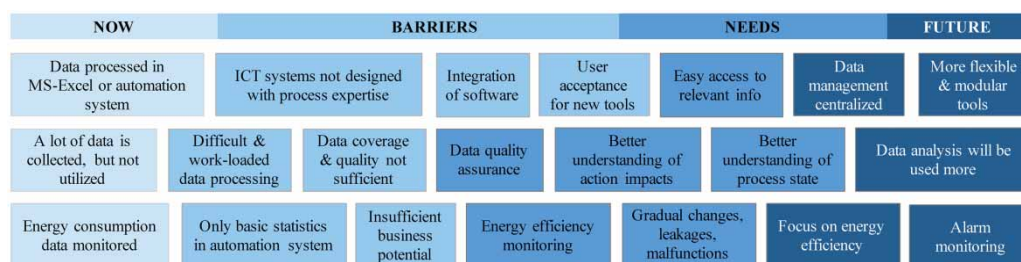 NOW
BARRIERS
NEEDS
FUTURE
Data processed in
MS-Excel or automation
system
ICT systems not designed
with process expertise
Integration
of software
User
acceptance
for new tools
Easy access to
relevant info
Data
management
centralized
More flexible
& modular
tools
A lot of data is
collected, but not
utilized
Difficult &
work-loaded
data processing
Data coverage
& quality not
sufficient
Data quality
assurance
Better
understanding of
action impacts
Better
understanding of
process state
Data analysis will be
used more
Energy consumption
data monitored
Only basic statistics
in automation system
Insufficient
business
potential
Energy efficiency
monitoring
Gradual changes,
leakages,
malfunctions
Focus on energy
efficiency
Alarm
monitoring